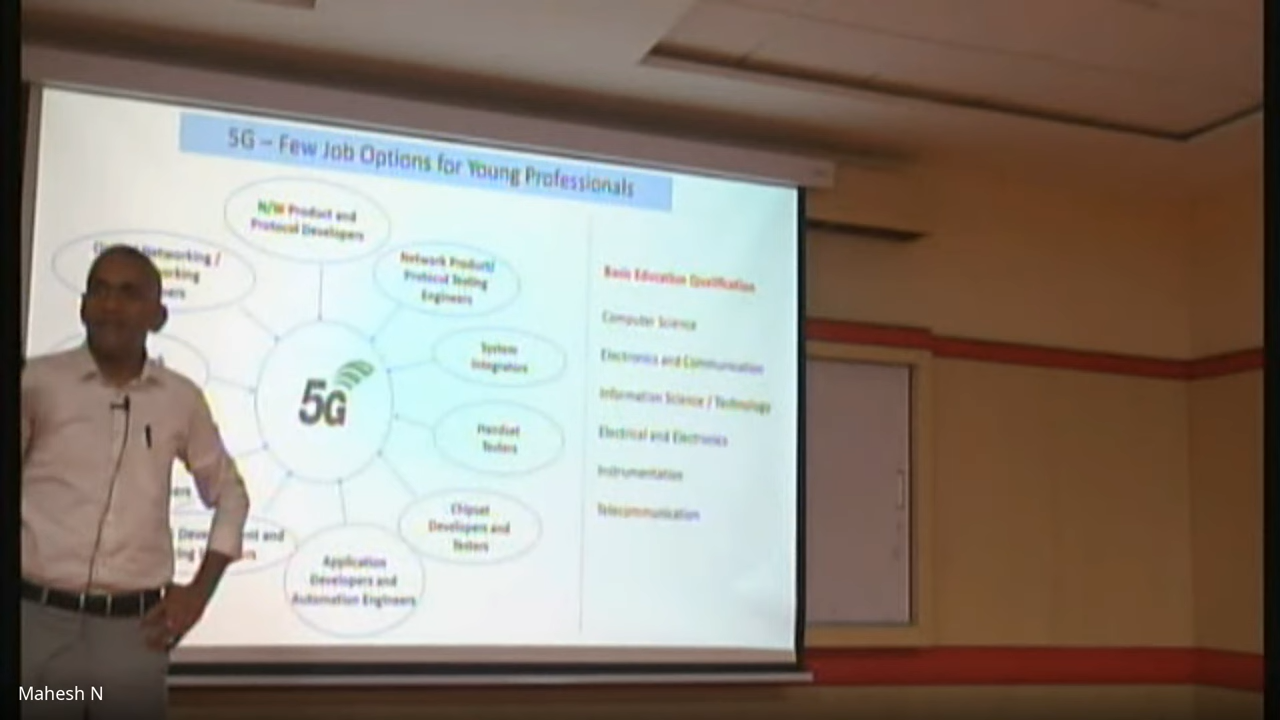 5G – Few Job Options for Young Professionals
N/W Product and
Protocol Developers
Networking /
Network Product/
Protocol Testing
Engineers
System
Integrators
Handset
Testers
Chipset
Developers and
Testers
Application
Developers and
Automation Engineers
and
5G
Basic Education Qualification
Computer Science
Electronics and Communication
Information Science / Technology
Electrical and Electronics
Instrumentation
Telecommunication
Mahesh N